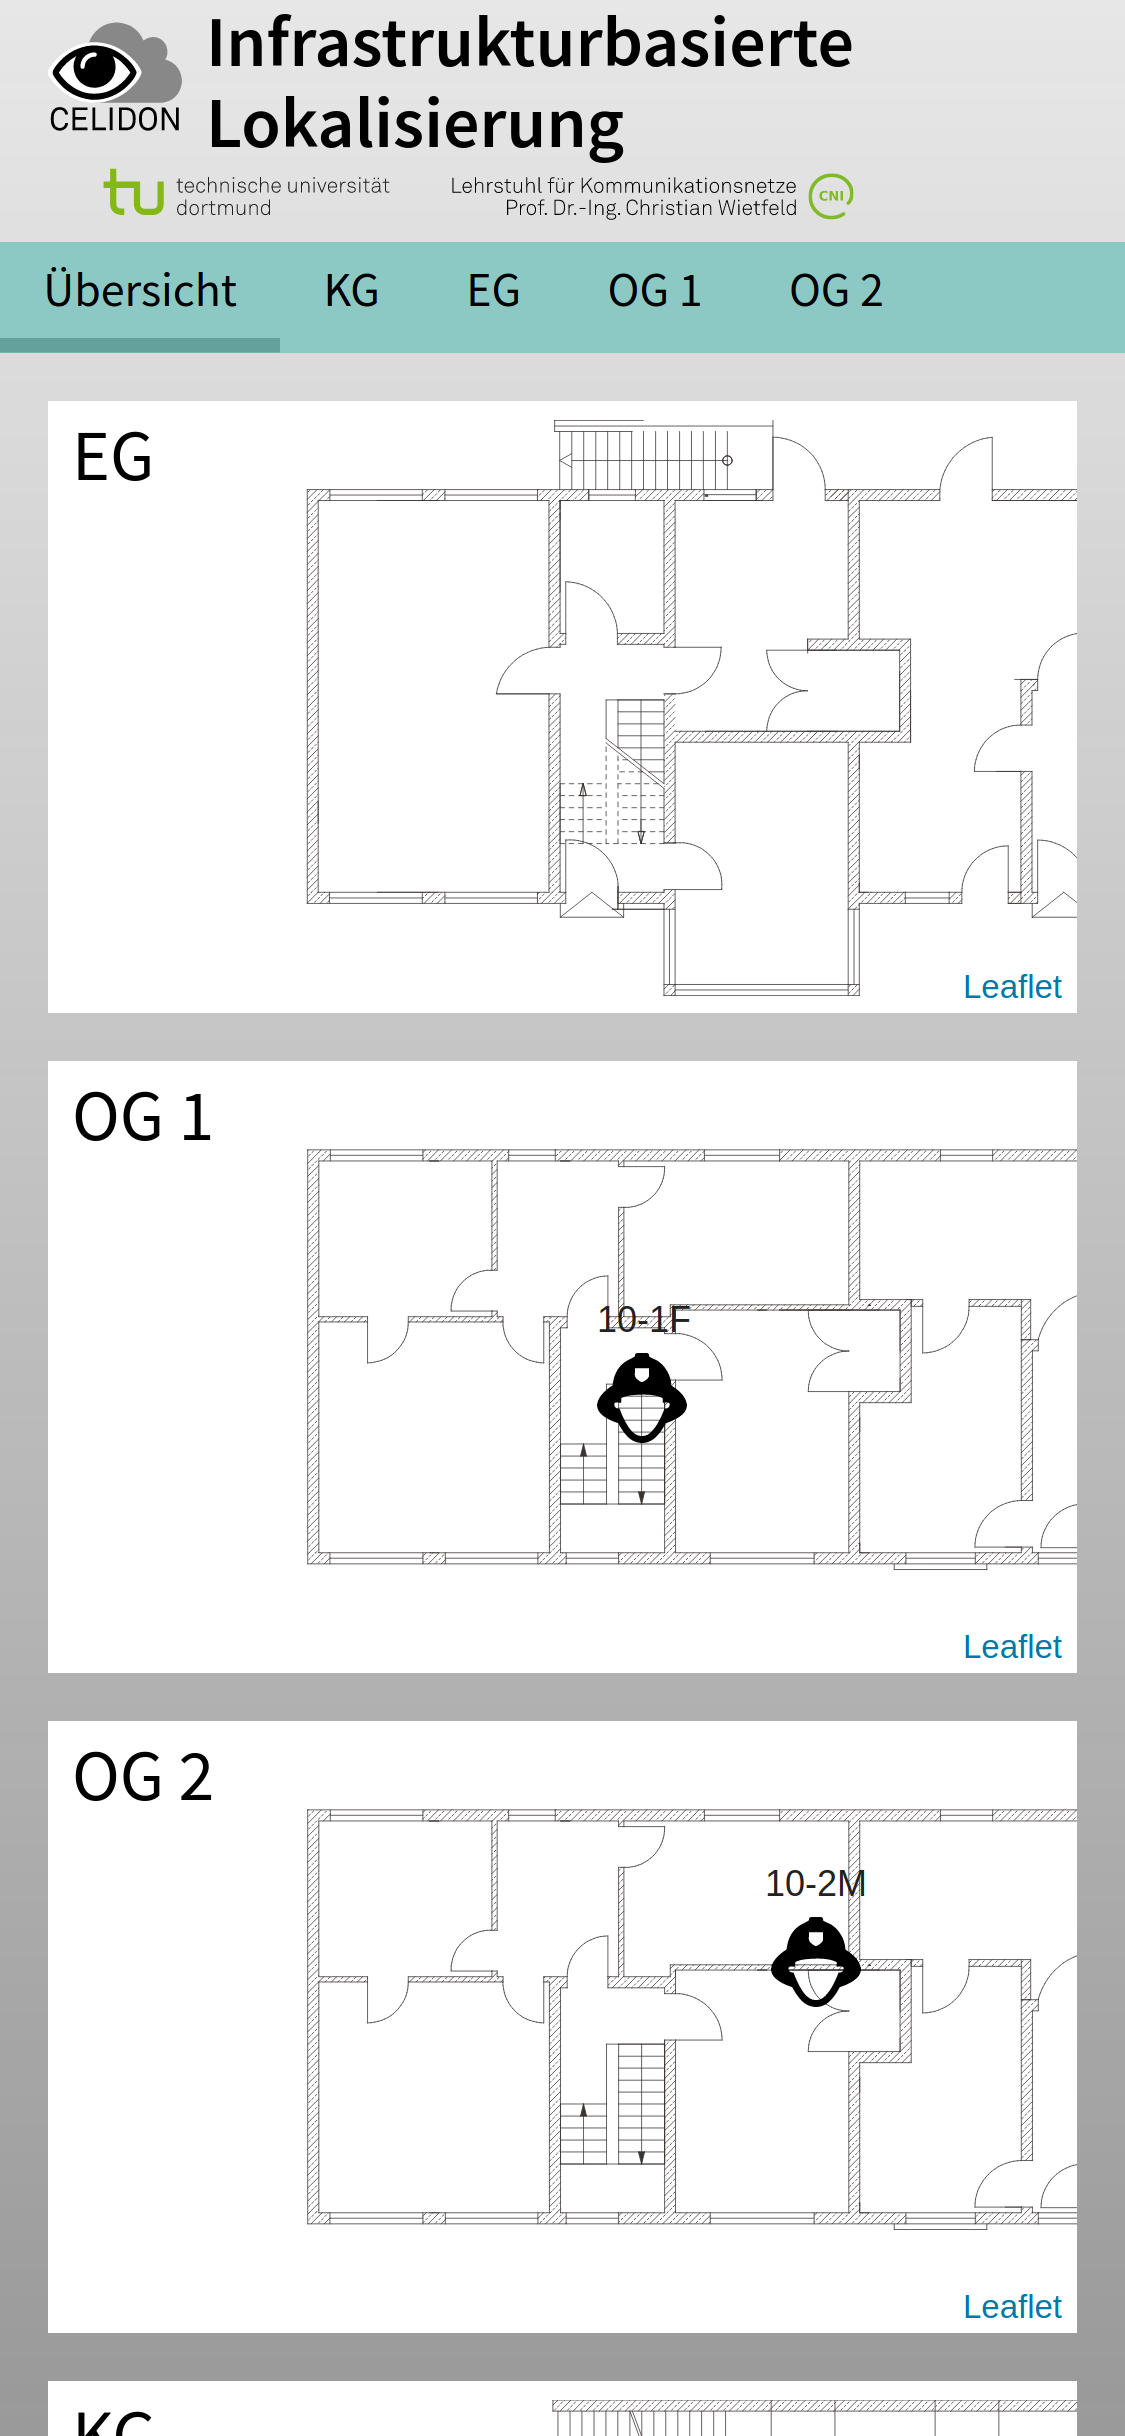 CELIDON
Infrastrukturbasierte
Lokalisierung
tu technische universität
dortmund
Lehrstuhl für Kommunikationsnetze
Prof. Dr.-Ing. Christian Wietfeld
CNI
Übersicht KG EG OG 1 OG 2
EG
Leaflet
OG 1
10-1F
Leaflet
OG 2
10-2M
Leaflet
KG